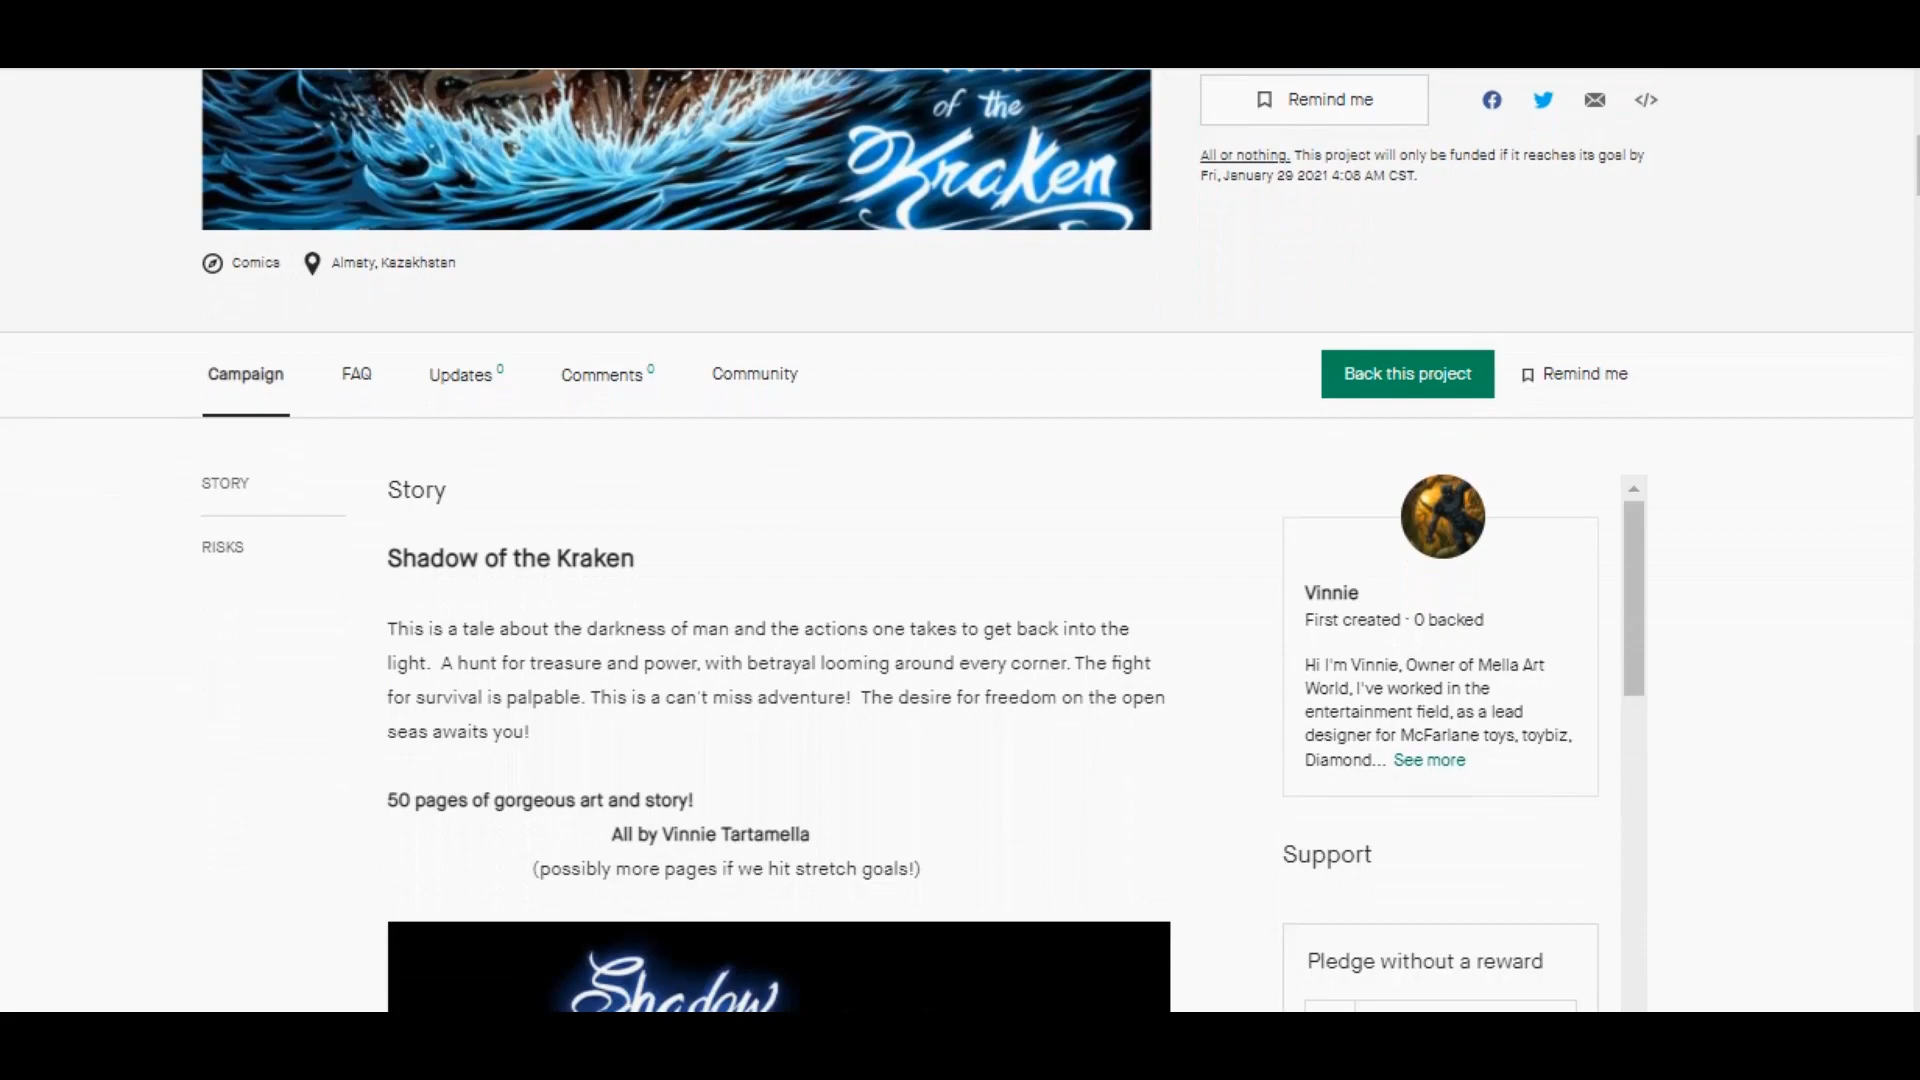 of the
Kraken
Remind me
</>
All or nothing. This project will only be funded if it reaches its goal by
Fri, January 29 2021 4:08 AM CST.
Comics
Almaty, Kazakhstan
Campaign
FAQ
Updates 0
Comments 0
Community
Back this project
Remind me
STORY
RISKS
Story
Shadow of the Kraken
This is a tale about the darkness of man and the actions one takes to get back into the
light. A hunt for treasure and power, with betrayal looming around every corner. The fight
for survival is palpable. This is a can't miss adventure! The desire for freedom on the open
seas awaits you!
50 pages of gorgeous art and story!
All by Vinnie Tartamella
(possibly more pages if we hit stretch goals!)
Shadow
Vinnie
First created · 0 backed
Hi I'm Vinnie, Owner of Mella Art
World, I've worked in the
entertainment field, as a lead
designer for McFarlane toys, toybiz,
Diamond... See more
Support
Pledge without a reward